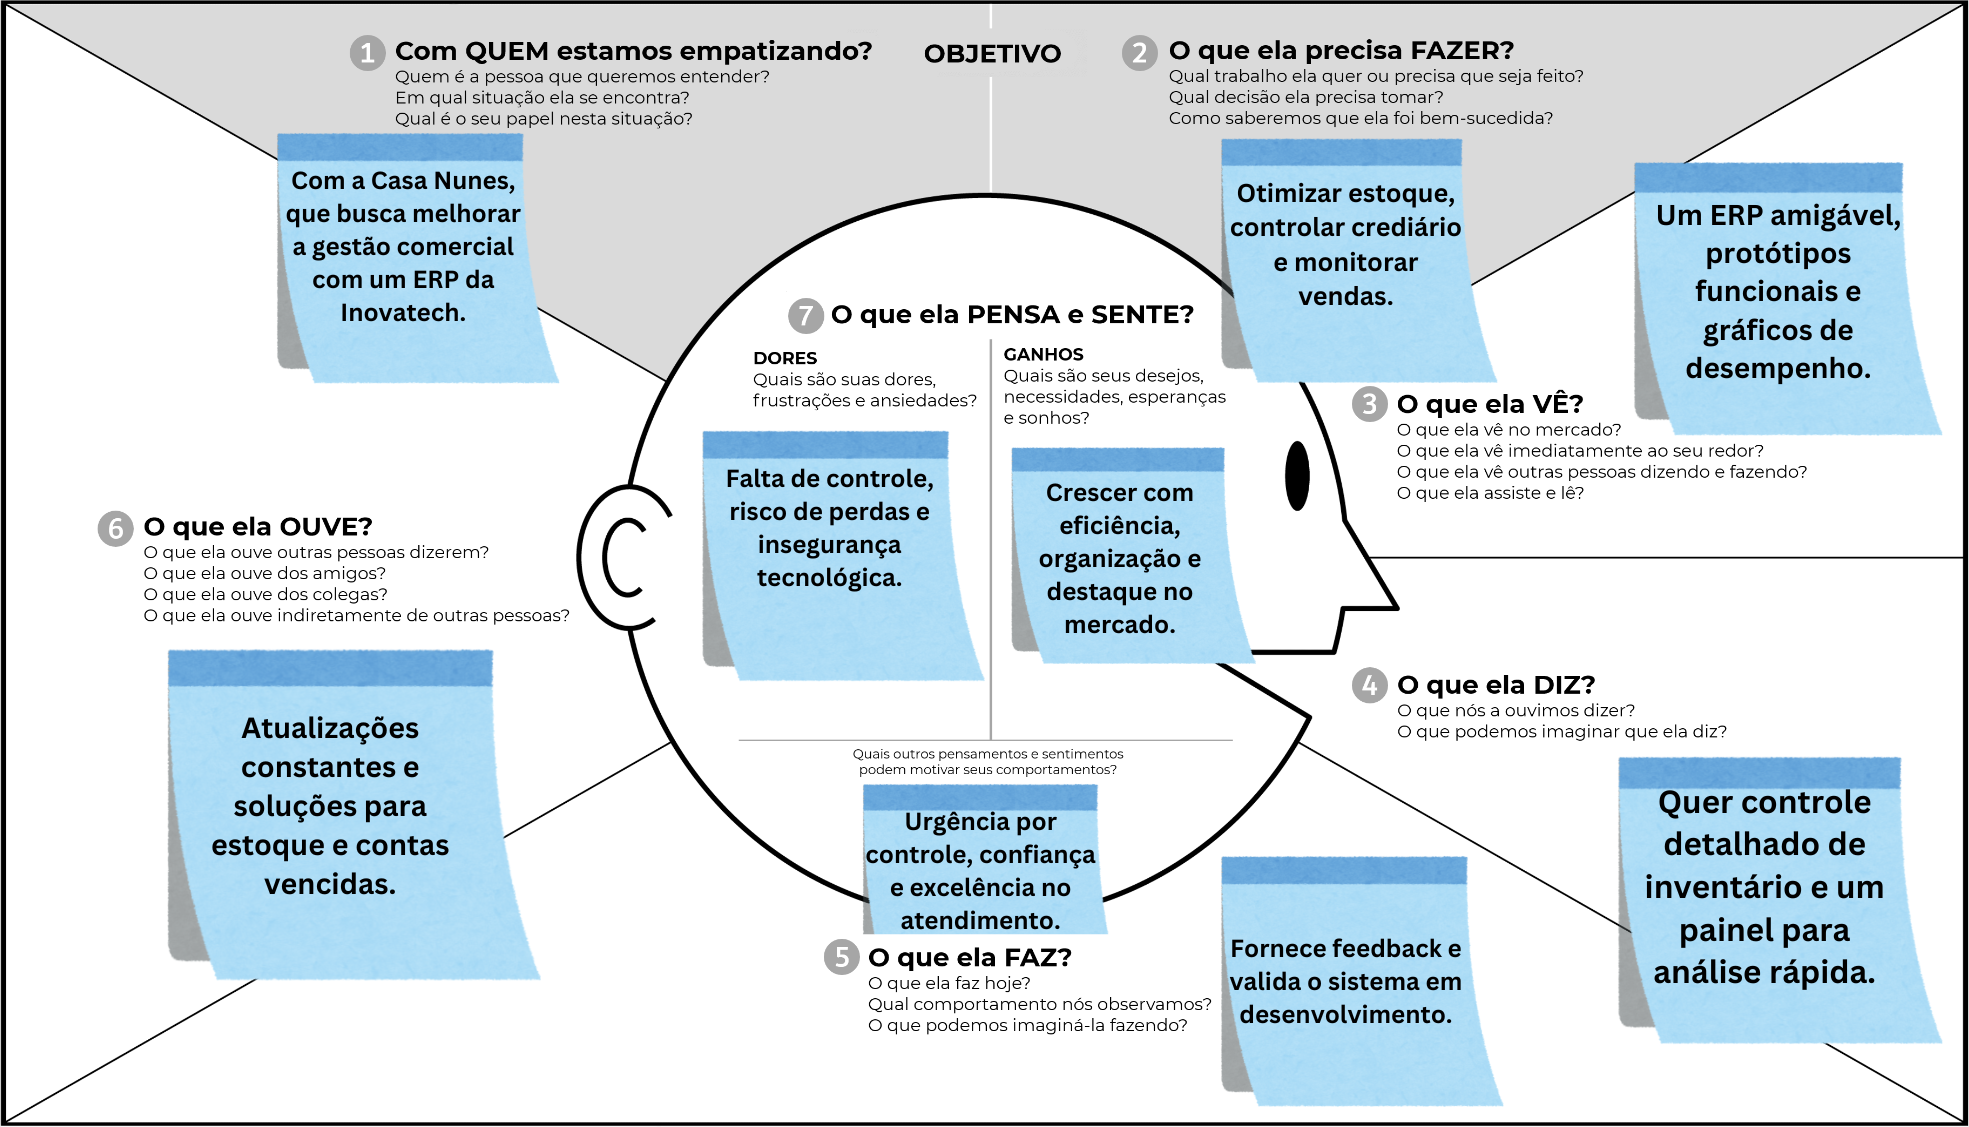 OBJETIVO
1 Com QUEM estamos empatizando?
Quem é a pessoa que queremos entender?
Em qual situação ela se encontra?
Qual é o seu papel nesta situação?
Com a Casa Nunes,
que busca melhorar
a gestão comercial
com um ERP da
Inovatech.
2 O que ela precisa FAZER?
Qual trabalho ela quer ou precisa que seja feito?
Qual decisão ela precisa tomar?
Como saberemos que ela foi bem-sucedida?
Otimizar estoque,
controlar crediário
e monitorar
vendas.
Um ERP amigável,
protótipos
funcionais e
gráficos de
desempenho.
3 O que ela VÊ?
O que ela vê no mercado?
O que ela vê imediatamente ao seu redor?
O que ela vê outras pessoas dizendo e fazendo?
O que ela assiste e lê?
4 O que ela DIZ?
O que nós a ouvimos dizer?
O que podemos imaginar que ela diz?
Quer controle
detalhado de
inventário e um
painel para
análise rápida.
5 O que ela FAZ?
O que ela faz hoje?
Qual comportamento nós observamos?
O que podemos imaginá-la fazendo?
Fornece feedback e
valida o sistema em
desenvolvimento.
6 O que ela OUVE?
O que ela ouve outras pessoas dizerem?
O que ela ouve dos amigos?
O que ela ouve dos colegas?
O que ela ouve indiretamente de outras pessoas?
Atualizações
constantes e
soluções para
estoque e contas
vencidas.
7 O que ela PENSA e SENTE?
DORES
Quais são suas dores,
frustrações e ansiedades?
Falta de controle,
risco de perdas e
insegurança
tecnológica.
GANHOS
Quais são seus desejos,
necessidades, esperanças
e sonhos?
Crescer com
eficiência,
organização e
destaque no
mercado.
Quais outros pensamentos e sentimentos
podem motivar seus comportamentos?
Urgência por
controle, confiança
e excelência no
atendimento.